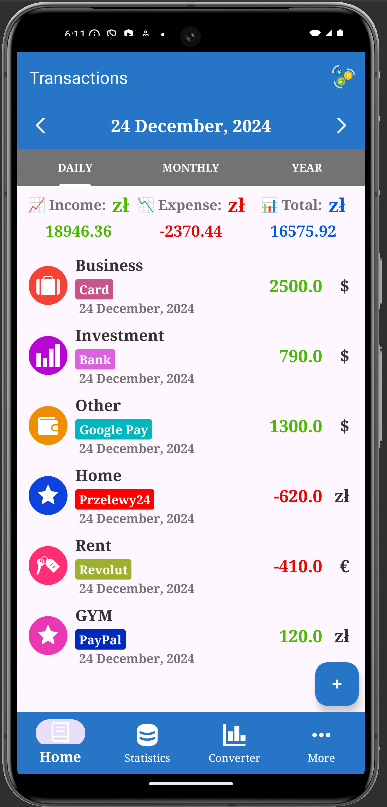 6:11
Transactions
24 December, 2024
DAILY MONTHLY YEAR
Income: zł Expense: zł Total: zł
18946.36 -2370.44 16575.92
Business
Card
24 December, 2024
2500.0 $
Investment
Bank
24 December, 2024
790.0 $
Other
Google Pay
24 December, 2024
1300.0 $
Home
Przelewy24
24 December, 2024
-620.0 zł
Rent
Revolut
24 December, 2024
-410.0 €
GYM
PayPal
24 December, 2024
120.0 zł
+
Home Statistics Converter More